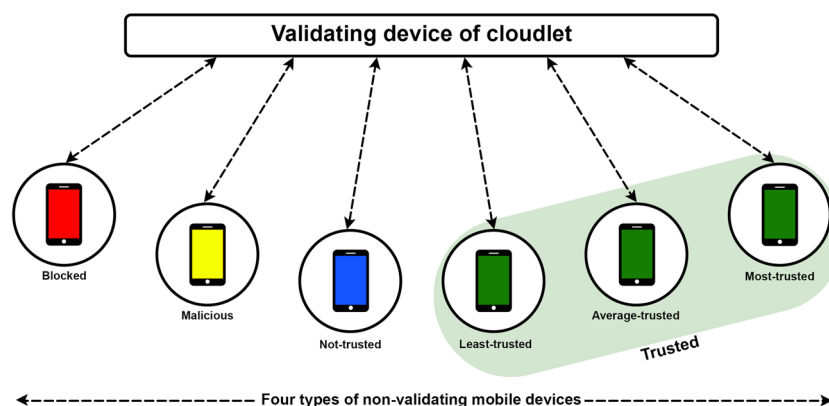 Validating device of cloudlet
Blocked
Malicious
Not-trusted
Least-trusted
Average-trusted
Most-trusted
Trusted
Four types of non-validating mobile devices